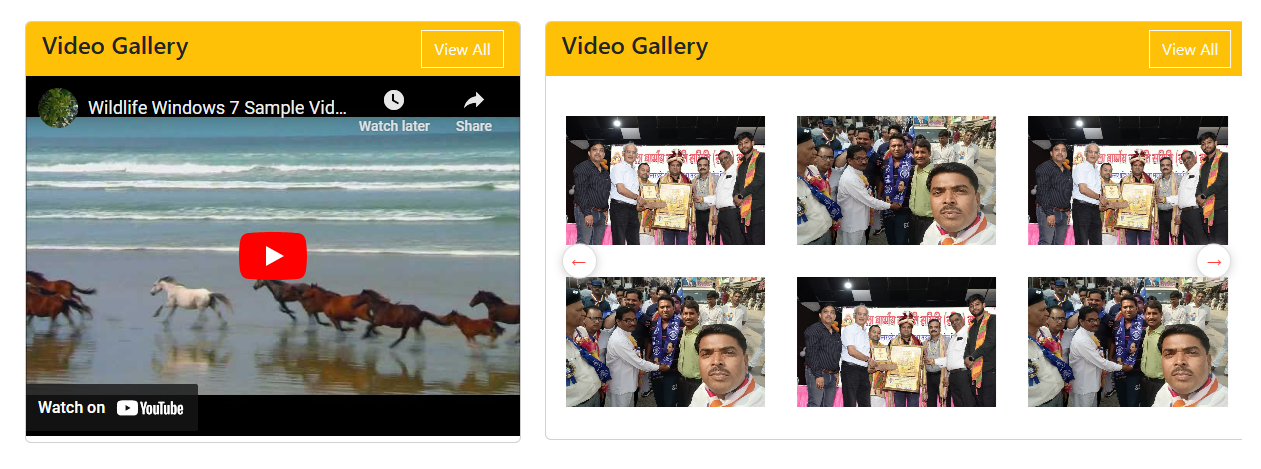 Video Gallery
View All
Wildlife Windows 7 Sample Vid...
Watch later
Share
Watch on YouTube
Video Gallery
View All
←
→